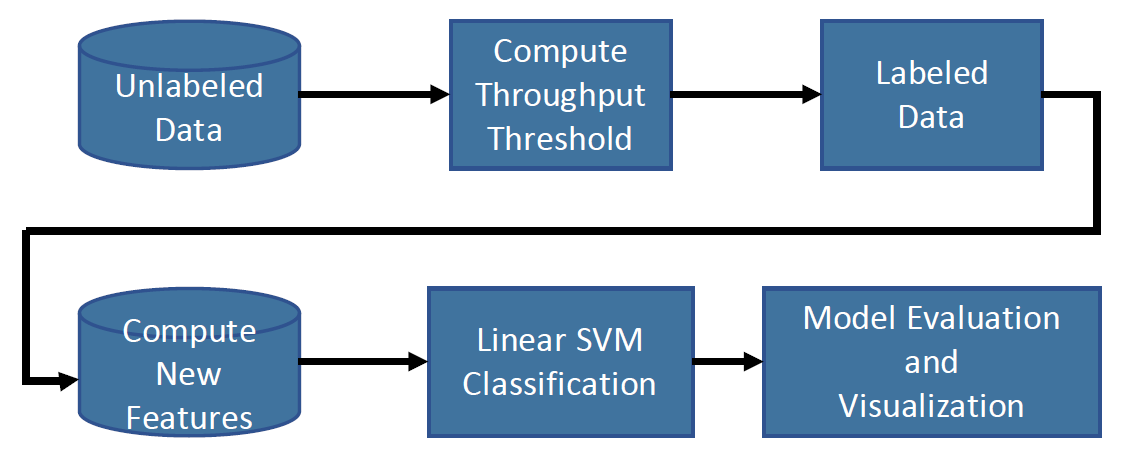 Unlabeled
Data
Compute
Throughput
Threshold
Labeled
Data
Compute
New
Features
Linear SVM
Classification
Model Evaluation
and
Visualization